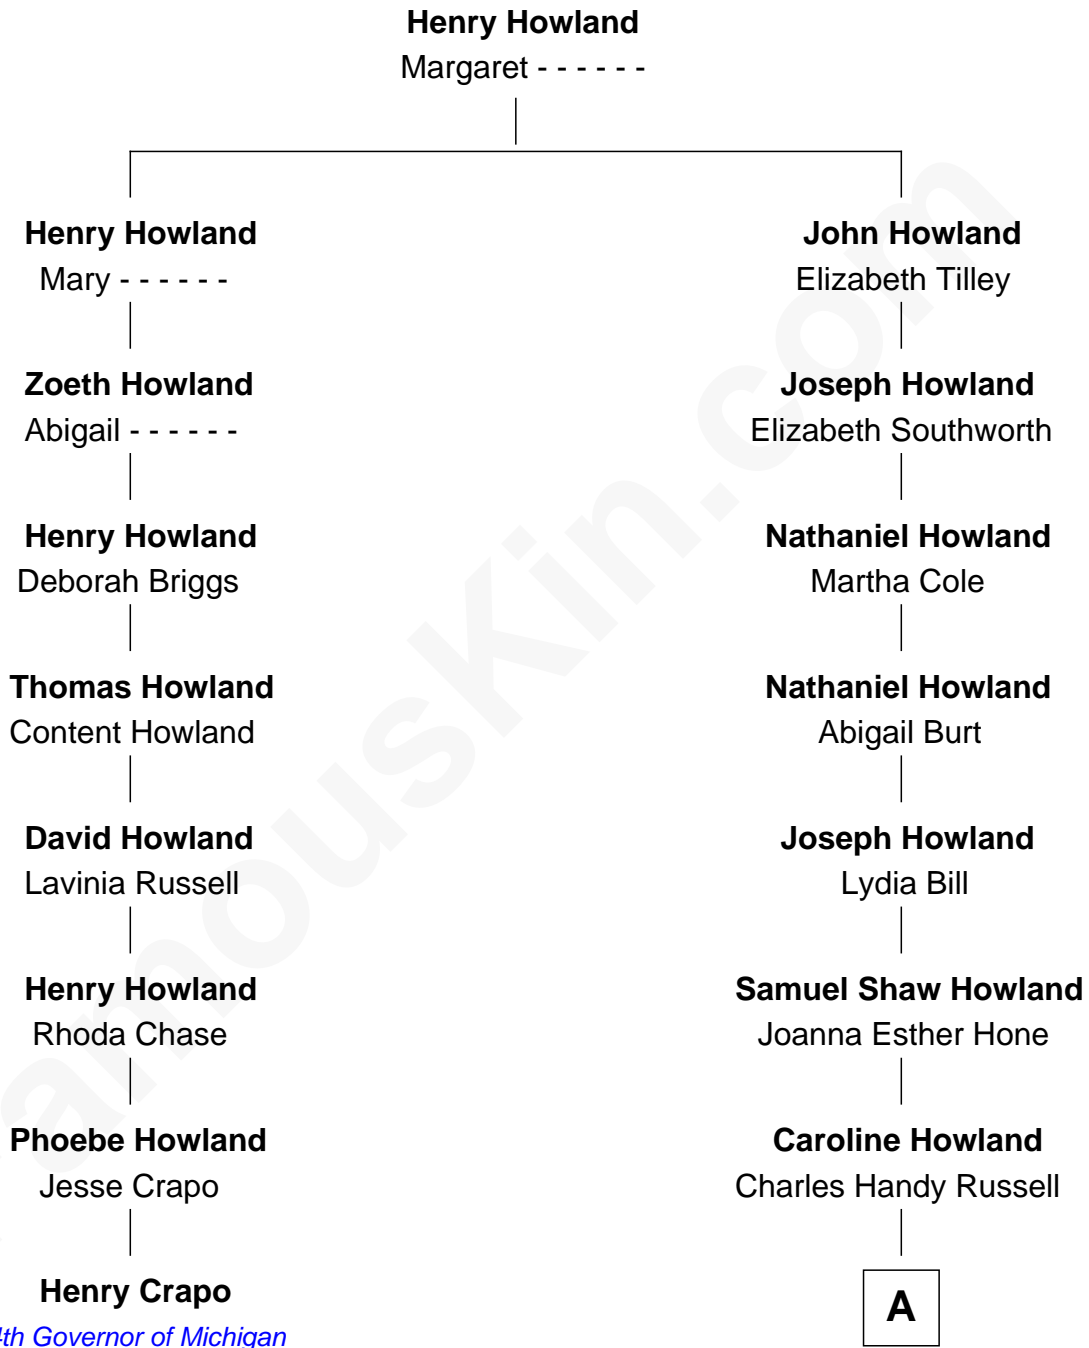 Henry Howland
Margaret - - - - - -
Henry Howland
Mary - - - - - -
John Howland
Elizabeth Tilley
Zoeth Howland
Abigail - - - - - -
Joseph Howland
Elizabeth Southworth
Henry Howland
Deborah Briggs
Nathaniel Howland
Martha Cole
Thomas Howland
Content Howland
Nathaniel Howland
Abigail Burt
David Howland
Lavinia Russell
Joseph Howland
Lydia Bill
Henry Howland
Rhoda Chase
Samuel Shaw Howland
Joanna Esther Hone
Phoebe Howland
Jesse Crapo
Caroline Howland
Charles Handy Russell
Henry Crapo
4th Governor of Michigan
A
amouskin.com